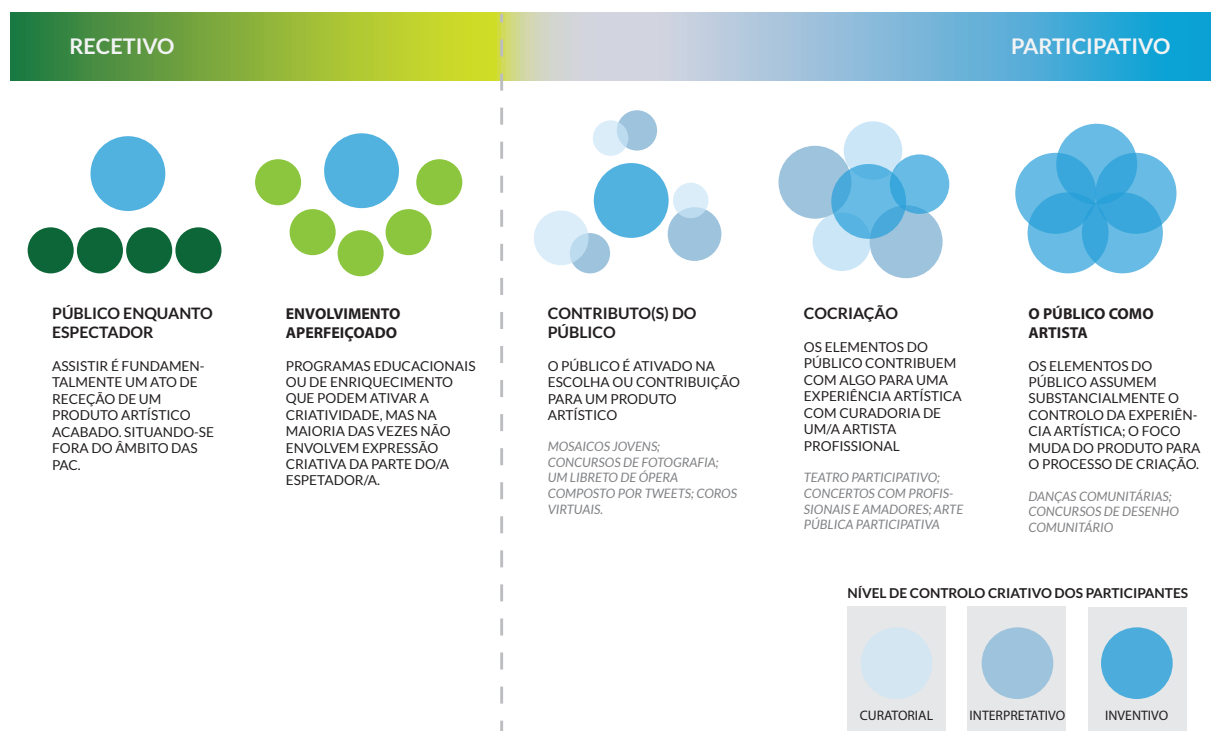 RECETIVO
PARTICIPATIVO
PÚBLICO ENQUANTO
ESPECTADOR
ASSISTIR É FUNDAMEN-
TALMENTE UM ATO DE
RECEÇÃO DE UM
PRODUTO ARTÍSTICO
ACABADO. SITUANDO-SE
FORA DO ÂMBITO DAS
PAC.
ENVOLVIMENTO
APERFEIÇOADO
PROGRAMAS EDUCACIONAIS
OU DE ENRIQUECIMENTO
QUE PODEM ATIVAR A
CRIATIVIDADE, MAS NA
MAIORIA DAS VEZES NÃO
ENVOLVEM EXPRESSÃO
CRIATIVA DA PARTE DO/A
ESPETADOR/A.
CONTRIBUTO(S) DO
PÚBLICO
O PÚBLICO É ATIVADO NA
ESCOLHA OU CONTRIBUIÇÃO
PARA UM PRODUTO
ARTÍSTICO
MOSAICOS JOVENS;
CONCURSOS DE FOTOGRAFIA;
UM LIBRETO DE ÓPERA
COMPOSTO POR TWEETS; COROS
VIRTUAIS.
COCRIAÇÃO
OS ELEMENTOS DO
PÚBLICO CONTRIBUEM
COM ALGO PARA UMA
EXPERIÊNCIA ARTÍSTICA
COM CURADORIA DE
UM/A ARTISTA
PROFISSIONAL
TEATRO PARTICIPATIVO;
CONCERTOS COM PROFIS-
SIONAIS E AMADORES; ARTE
PÚBLICA PARTICIPATIVA
O PÚBLICO COMO
ARTISTA
OS ELEMENTOS DO
PÚBLICO ASSUMEM
SUBSTANCIALMENTE O
CONTROLO DA EXPERIÊN-
CIA ARTÍSTICA; O FOCO
MUDA DO PRODUTO PARA
O PROCESSO DE CRIAÇÃO.
DANÇAS COMUNITÁRIAS;
CONCURSOS DE DESENHO
COMUNITÁRIO
NÍVEL DE CONTROLO CRIATIVO DOS PARTICIPANTES
CURATORIAL
INTERPRETATIVO
INVENTIVO